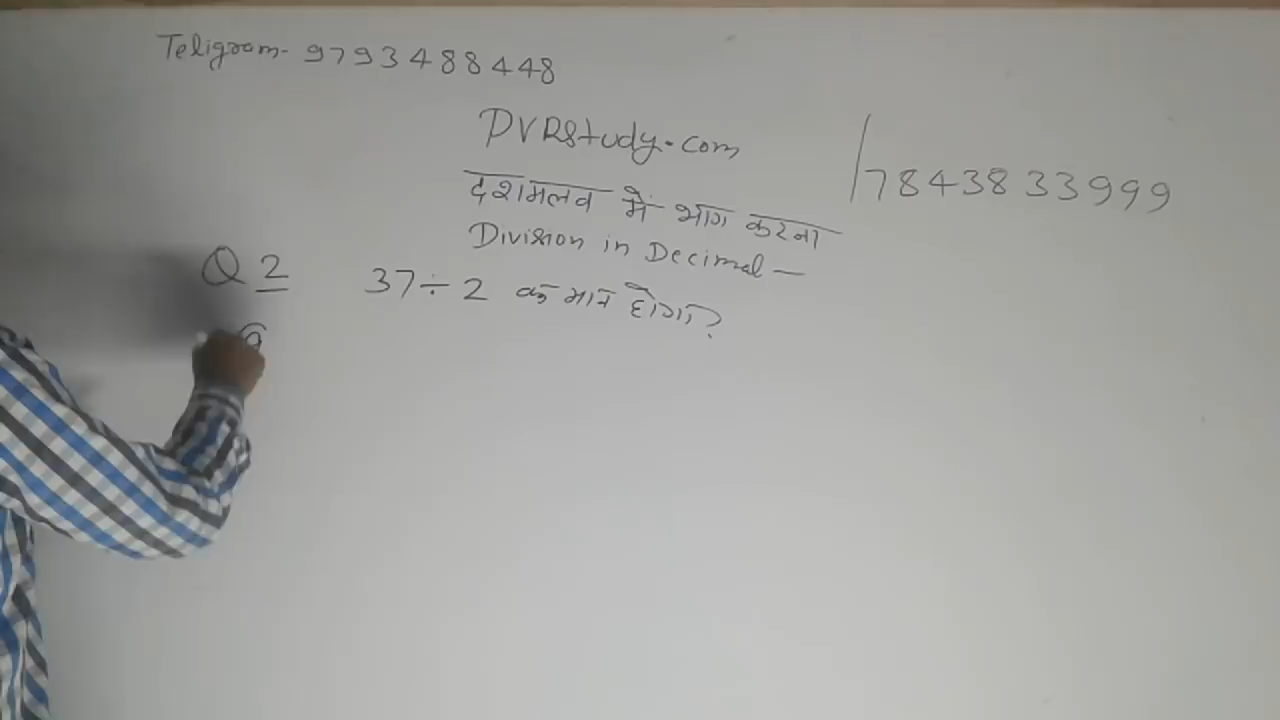 Teligram- 9793488448
PVRStudy.com
7843833999
दशमलव में भाग करना
Division in Decimal —
Q 2 37÷2 क मान होगा?